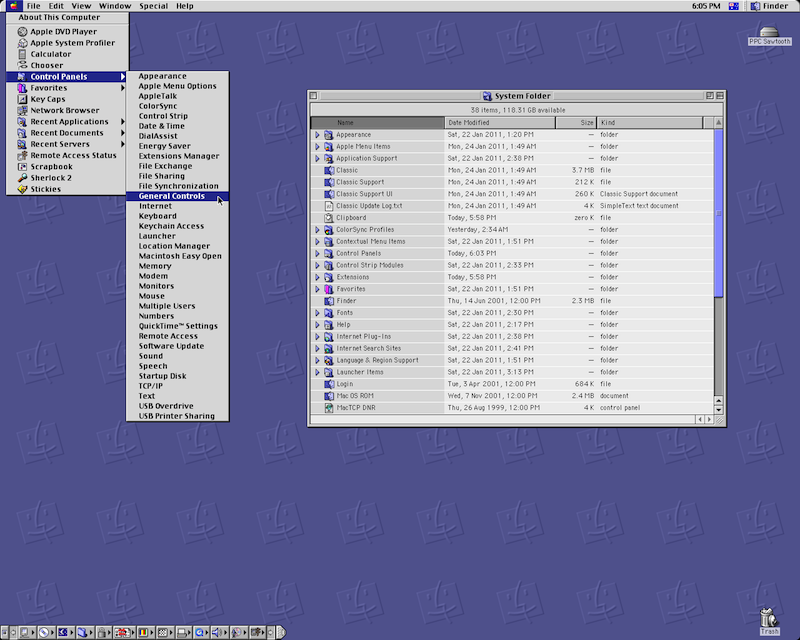 File Edit View Window Special Help 6:05 PM Finder
About This Computer
Apple DVD Player
Apple System Profiler
Calculator
Chooser
Control Panels
Favorites
Key Caps
Network Browser
Recent Applications
Recent Documents
Recent Servers
Remote Access Status
Scrapbook
Sherlock 2
Stickies
Appearance
Apple Menu Options
AppleTalk
ColorSync
Control Strip
Date & Time
DialAssist
Energy Saver
Extensions Manager
File Exchange
File Sharing
File Synchronization
General Controls
Internet
Keyboard
Keychain Access
Launcher
Location Manager
Macintosh Easy Open
Memory
Modem
Monitors
Mouse
Multiple Users
Numbers
QuickTime™ Settings
Remote Access
Software Update
Sound
Speech
Startup Disk
TCP/IP
Text
USB Overdrive
USB Printer Sharing
System Folder
38 items, 118.31 GB available
Name Date Modified Size Kind
Appearance Sat, 22 Jan 2011, 1:20 PM — folder
Apple Menu Items Mon, 24 Jan 2011, 1:49 AM — folder
Application Support Sat, 22 Jan 2011, 2:38 PM — folder
Classic Mon, 24 Jan 2011, 1:49 AM 3.7 MB file
Classic Support Mon, 24 Jan 2011, 1:49 AM 212 K file
Classic Support UI Mon, 24 Jan 2011, 1:49 AM 260 K Classic Support document
Classic Update Log.txt Mon, 24 Jan 2011, 1:49 AM 4 K SimpleText text document
Clipboard Today, 5:58 PM zero K file
ColorSync Profiles Yesterday, 2:34 AM — folder
Contextual Menu Items Sat, 22 Jan 2011, 1:51 PM — folder
Control Panels Today, 6:03 PM — folder
Control Strip Modules Sat, 22 Jan 2011, 2:33 PM — folder
Extensions Today, 5:58 PM — folder
Favorites Sat, 22 Jan 2011, 1:51 PM — folder
Finder Thu, 14 Jun 2001, 12:00 PM 2.3 MB file
Fonts Sat, 22 Jan 2011, 2:30 PM — folder
Help Sat, 22 Jan 2011, 2:17 PM — folder
Internet Plug-Ins Sat, 22 Jan 2011, 2:38 PM — folder
Internet Search Sites Sat, 22 Jan 2011, 2:41 PM — folder
Language & Region Support Sat, 22 Jan 2011, 1:51 PM — folder
Launcher Items Sat, 22 Jan 2011, 3:13 PM — folder
Login Tue, 3 Apr 2001, 12:00 PM 684 K file
Mac OS ROM Wed, 7 Nov 2001, 12:00 PM 2.4 MB document
MacTCP DNR Thu, 26 Aug 1999, 12:00 PM 4 K control panel
PPC Sawtooth
Trash